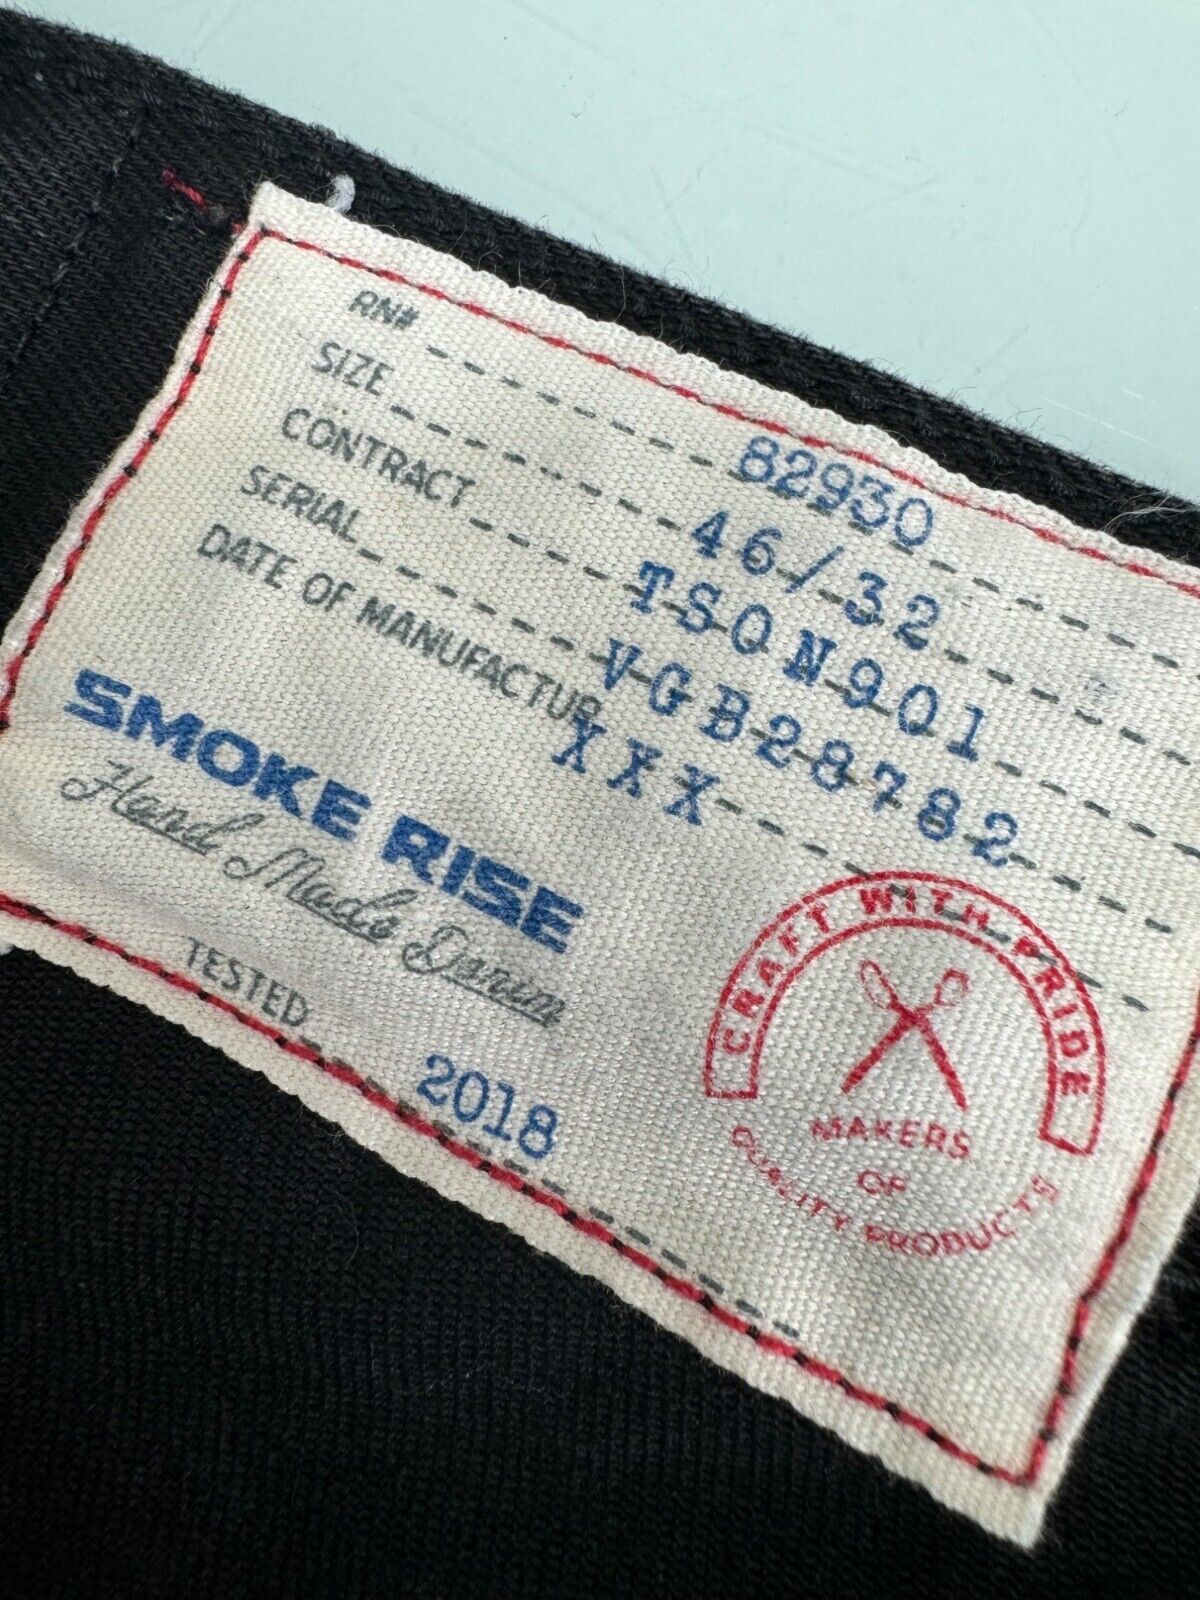 RN# 82930
SIZE 46/32
CONTRACT TSON901
SERIAL VGB28782
DATE OF MANUFACTUR XXX
SMOKE RISE
Hand Made Denim
TESTED 2018
CRAFT WITH PRIDE
MAKERS
OF
QUALITY PRODUCTS